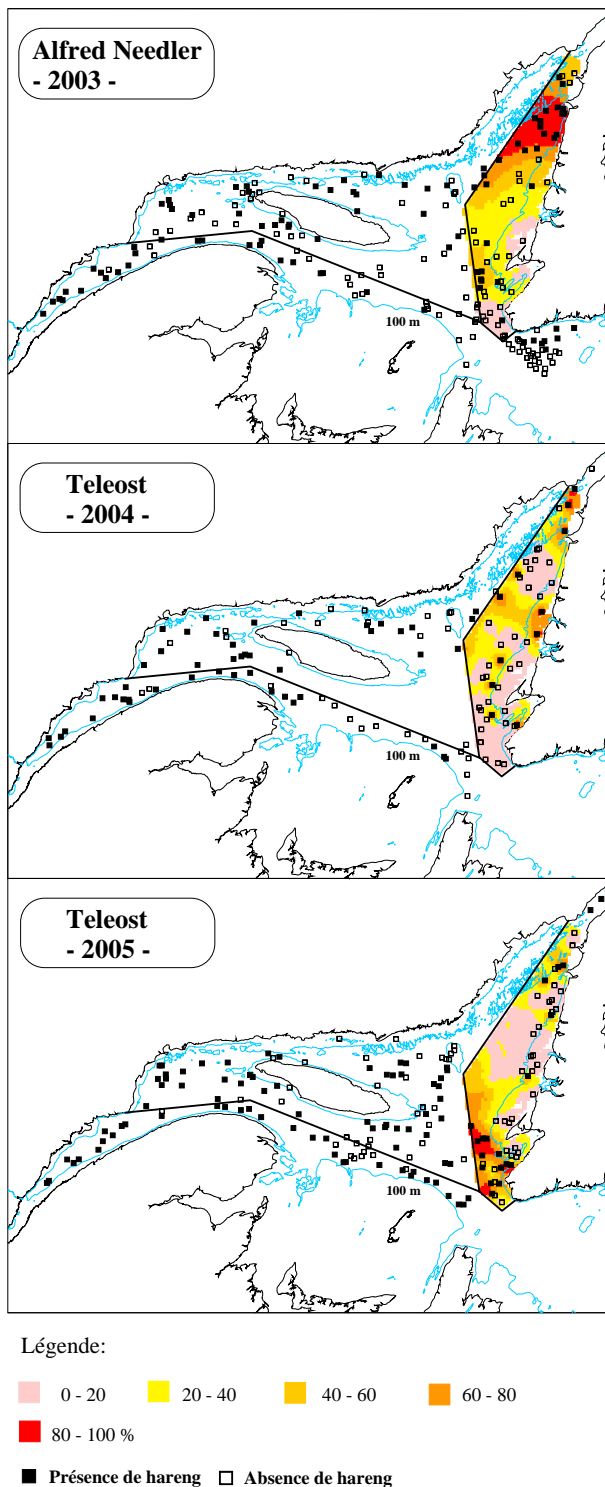 Alfred Needler
- 2003 -
100 m
Teleost
- 2004 -
100 m
Teleost
- 2005 -
100 m
Légende:
0 - 20
20 - 40
40 - 60
60 - 80
80 - 100 %
Présence de hareng
Absence de hareng